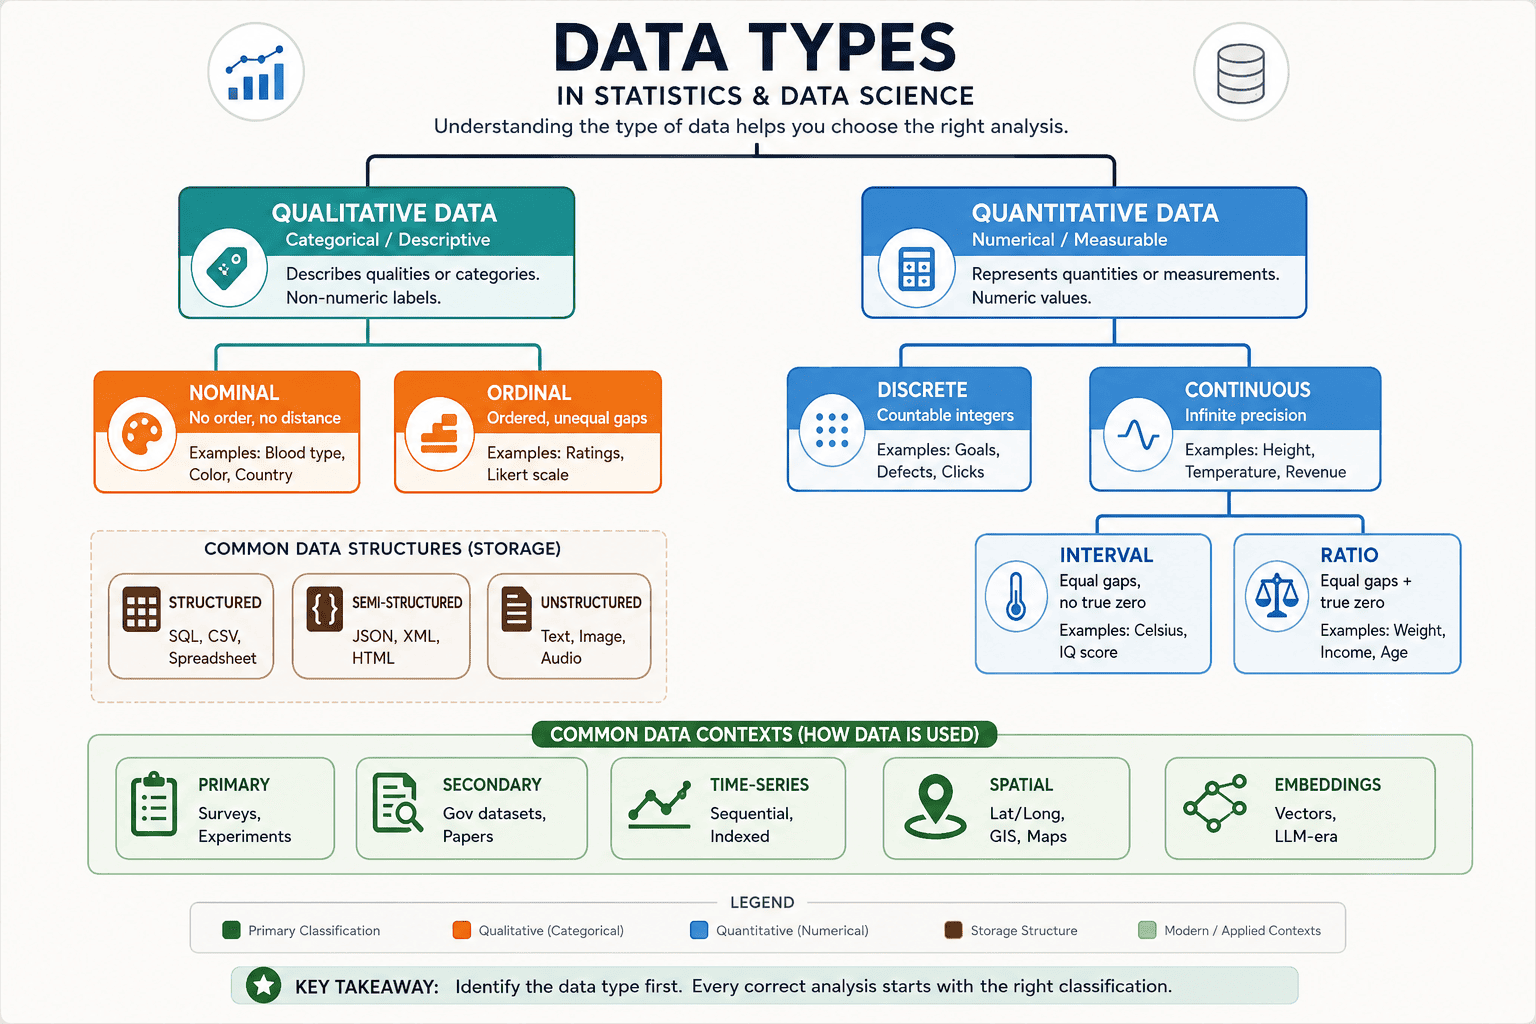 DATA TYPES
IN STATISTICS & DATA SCIENCE
Understanding the type of data helps you choose the right analysis.
QUALITATIVE DATA
Categorical / Descriptive
Describes qualities or categories.
Non-numeric labels.
QUANTITATIVE DATA
Numerical / Measurable
Represents quantities or measurements.
Numeric values.
NOMINAL
No order, no distance
Examples: Blood type,
Color, Country
ORDINAL
Ordered, unequal gaps
Examples: Ratings,
Likert scale
DISCRETE
Countable integers
Examples: Goals,
Defects, Clicks
CONTINUOUS
Infinite precision
Examples: Height,
Temperature, Revenue
INTERVAL
Equal gaps,
no true zero
Examples: Celsius,
IQ score
RATIO
Equal gaps +
true zero
Examples: Weight,
Income, Age
COMMON DATA STRUCTURES (STORAGE)
STRUCTURED
SQL, CSV,
Spreadsheet
{}
SEMI-STRUCTURED
JSON, XML,
HTML
UNSTRUCTURED
Text, Image,
Audio
COMMON DATA CONTEXTS (HOW DATA IS USED)
PRIMARY
Surveys,
Experiments
SECONDARY
Gov datasets,
Papers
TIME-SERIES
Sequential,
Indexed
SPATIAL
Lat/Long,
GIS, Maps
EMBEDDINGS
Vectors,
LLM-era
LEGEND
Primary Classification
Qualitative (Categorical)
Quantitative (Numerical)
Storage Structure
Modern / Applied Contexts
KEY TAKEAWAY: Identify the data type first. Every correct analysis starts with the right classification.